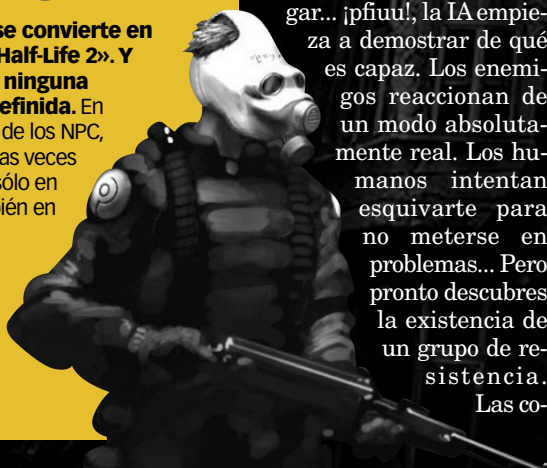 se convierte en
Half-Life 2». Y
ninguna
efinida. En
de los NPC,
as veces
sólo en
bién en
gar... ¡pfiuu!, la IA empie-
za a demostrar de qué
es capaz. Los enemi-
gos reaccionan de
un modo absoluta-
mente real. Los hu-
manos intentan
esquivarte para
no meterse en
problemas... Pero
pronto descubres
la existencia de
un grupo de re-
sistencia.
Las co-